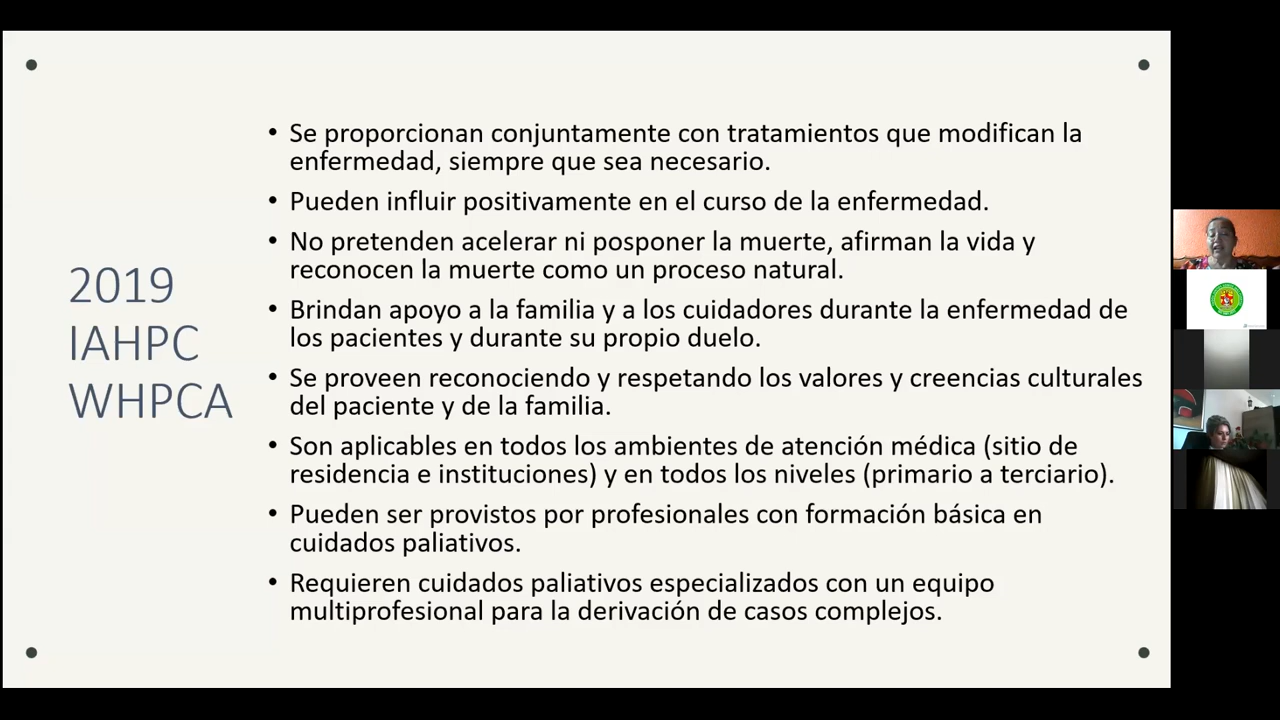 2019
IAHPC
WHPCA
• Se proporcionan conjuntamente con tratamientos que modifican la
enfermedad, siempre que sea necesario.
• Pueden influir positivamente en el curso de la enfermedad.
• No pretenden acelerar ni posponer la muerte, afirman la vida y
reconocen la muerte como un proceso natural.
• Brindan apoyo a la familia y a los cuidadores durante la enfermedad de
los pacientes y durante su propio duelo.
• Se proveen reconociendo y respetando los valores y creencias culturales
del paciente y de la familia.
• Son aplicables en todos los ambientes de atención médica (sitio de
residencia e instituciones) y en todos los niveles (primario a terciario).
• Pueden ser provistos por profesionales con formación básica en
cuidados paliativos.
• Requieren cuidados paliativos especializados con un equipo
multiprofesional para la derivación de casos complejos.